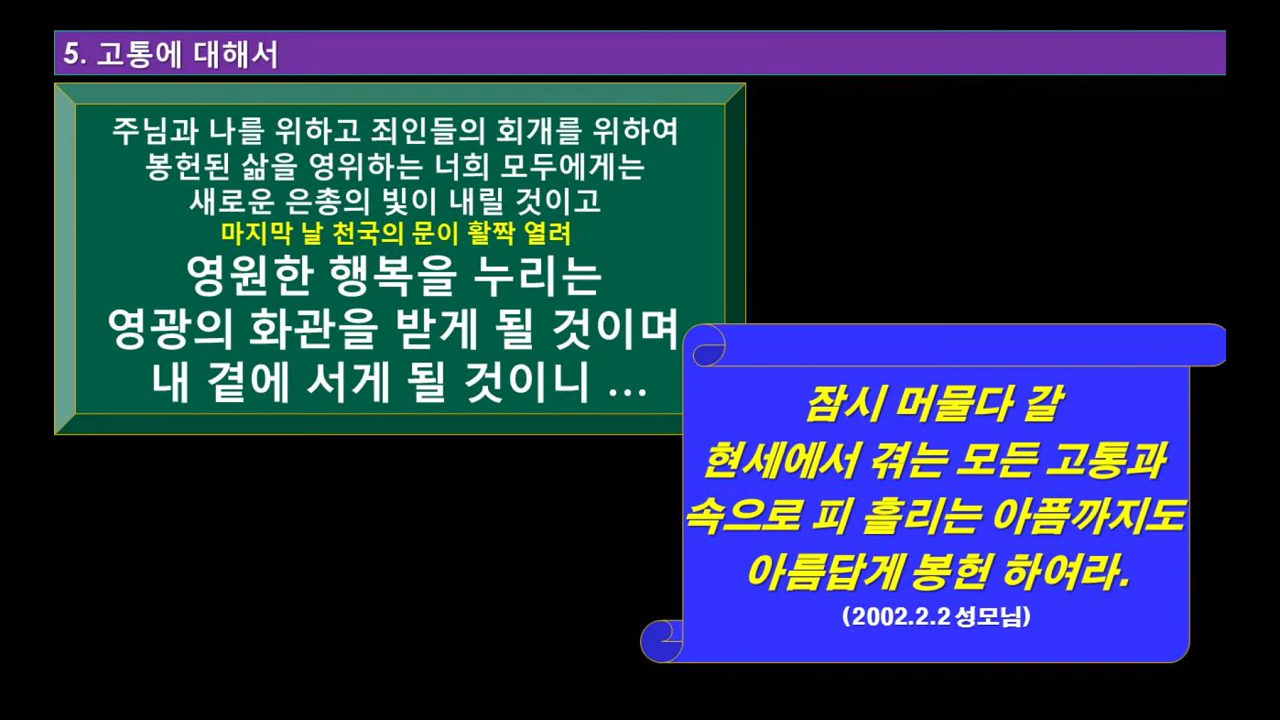 5. 고통에 대해서
주님과 나를 위하고 죄인들의 회개를 위하여
봉헌된 삶을 영위하는 너희 모두에게는
새로운 은총의 빛이 내릴 것이고
마지막 날 천국의 문이 활짝 열려
영원한 행복을 누리는
영광의 화관을 받게 될 것이며
내 곁에 서게 될 것이니 ...
잠시 머물다 갈
현세에서 겪는 모든 고통과
속으로 피 흘리는 아픔까지도
아름답게 봉헌 하여라.
(2002.2.2 성모님)